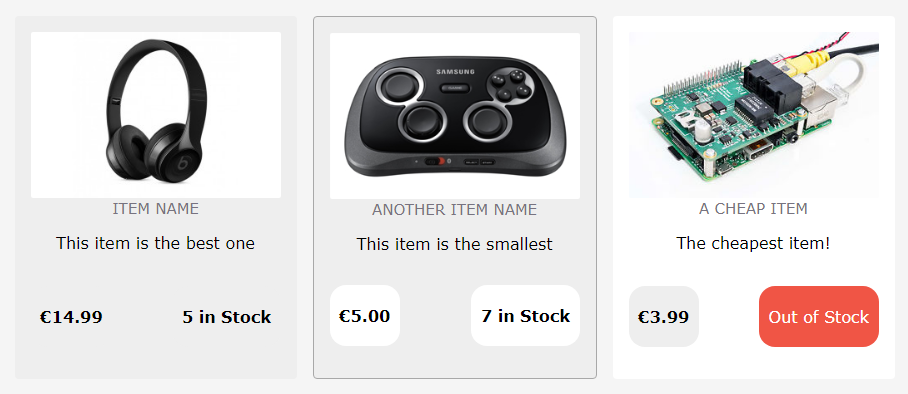 ITEM NAME
This item is the best one
€14.99
5 in Stock
SAMSUNG
ANOTHER ITEM NAME
This item is the smallest
€5.00
7 in Stock
A CHEAP ITEM
The cheapest item!
€3.99
Out of Stock